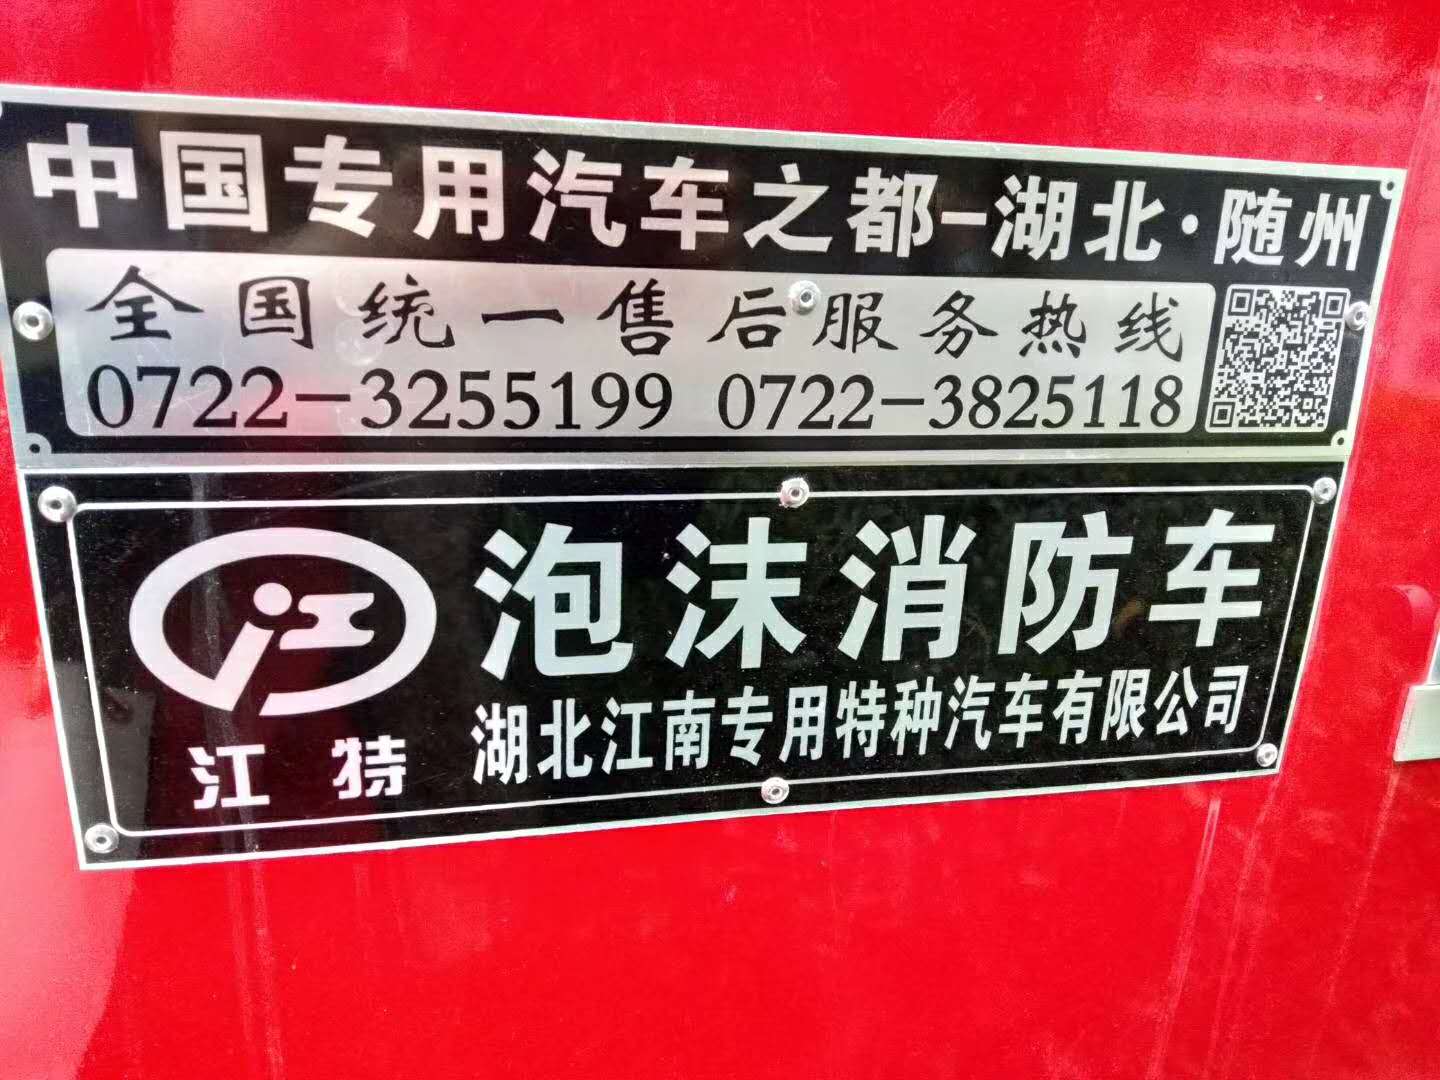 中国专用汽车之都-湖北·随州
全国统一售后服务热线
0722-3255199 0722-3825118
泡沫消防车
湖北江南专用特种汽车有限公司
江特